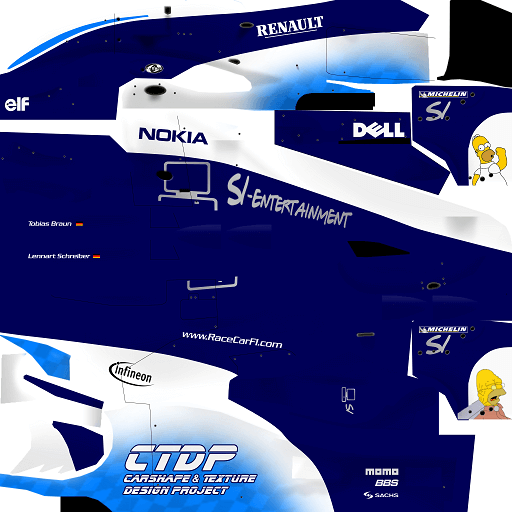 RENAULT
elf
MICHELIN
SI
NOKIA
DELL
SI-ENTERTAINMENT
Tobias Braun
Lennart Schreiber
www.RaceCarF1.com
MICHELIN
SI
Infineon
SI
CTDP
CARSHAPE & TEXTURE
DESIGN PROJECT
momo
BBS
SACHS